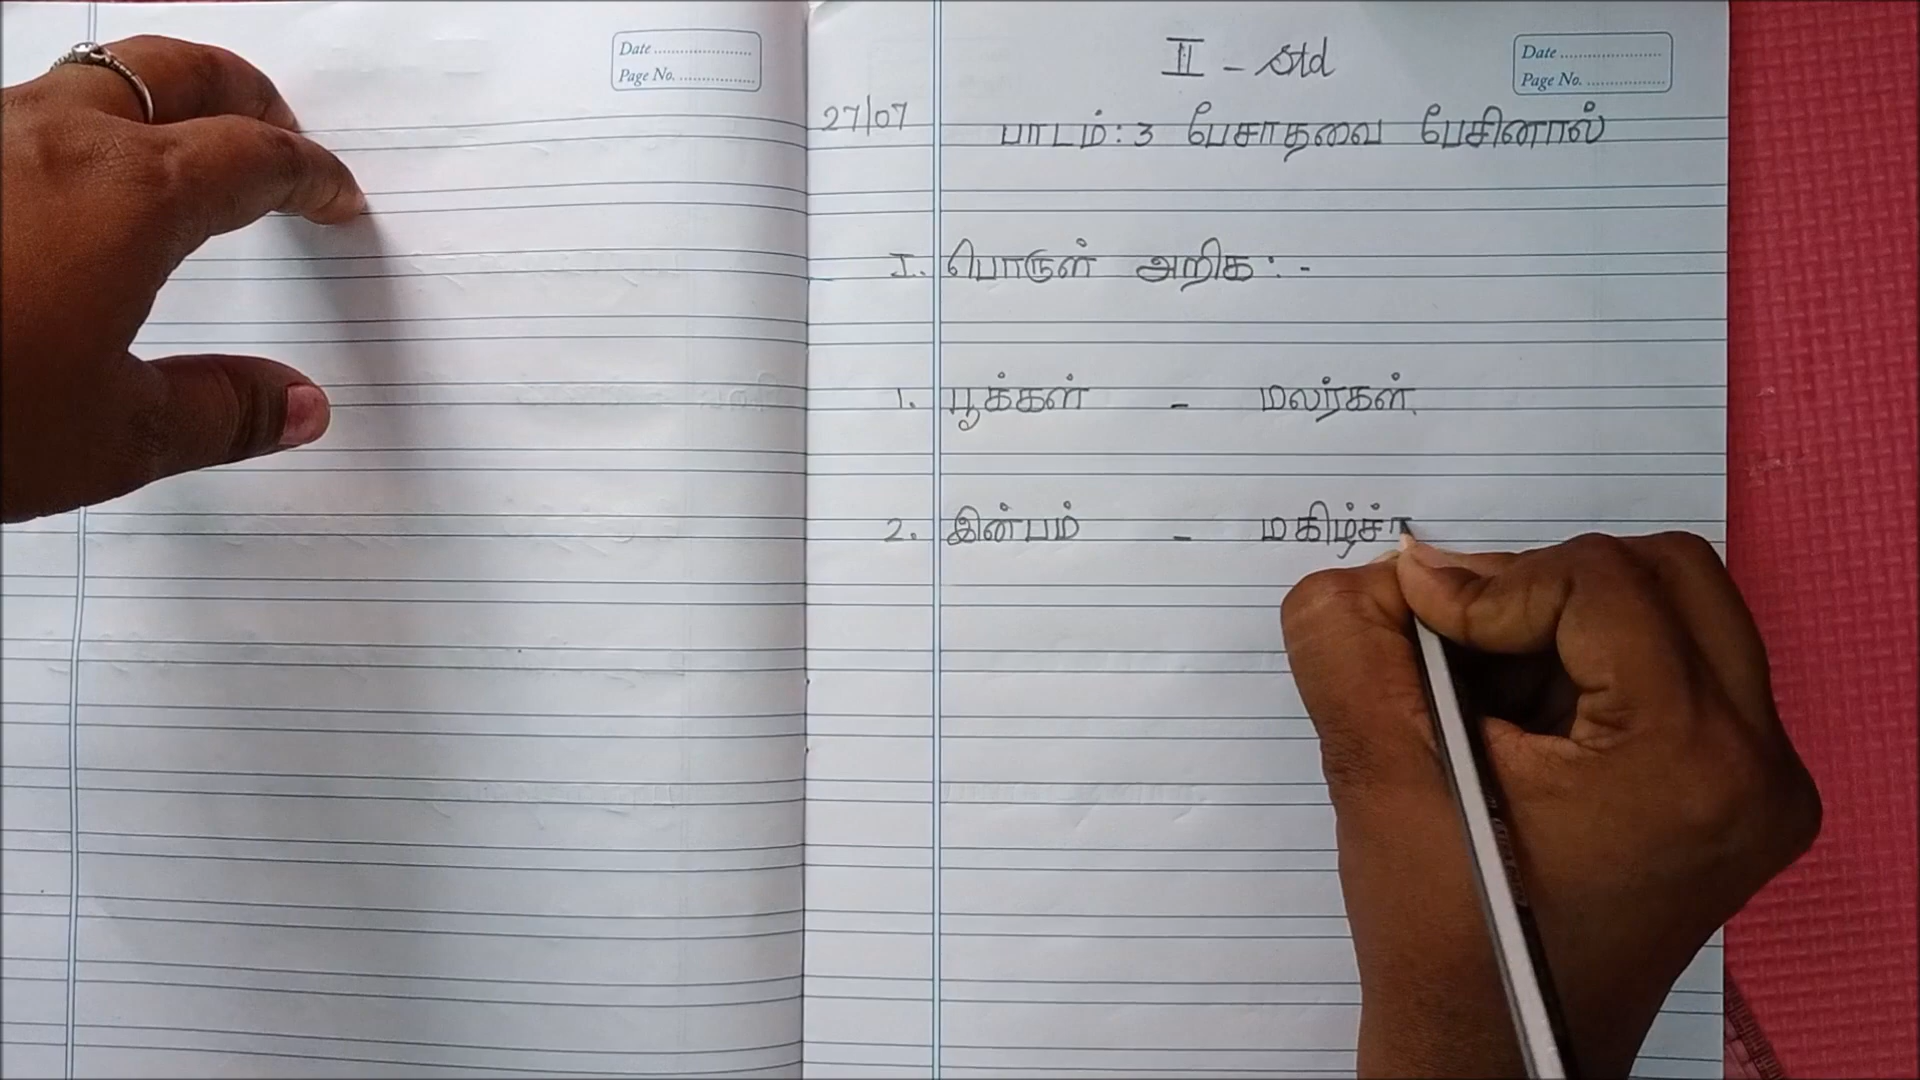 Date
Page No.
II - Std
Date
Page No.
27/07
பாடம் : 3 பேசாதவை பேசினால்
I. பொருள் அறிக : -
1. பூக்கள் - மலர்கள்.
2. இன்பம் -